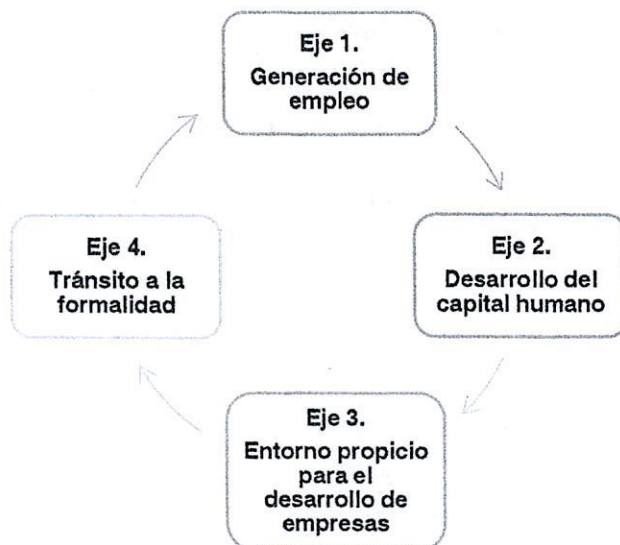 Eje 1.
Generación de
empleo
Eje 2.
Desarrollo del
capital humano
Eje 3.
Entorno propicio
para el
desarrollo de
empresas
Eje 4.
Tránsito a la
formalidad